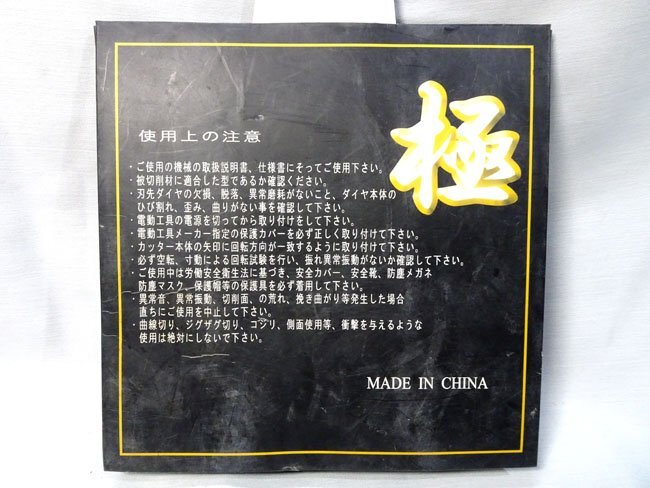 極
使用上の注意
・ご使用の機械の取扱説明書、仕様書にそってご使用下さい。
・被切削材に適合した型であるか確認ください。
・刃先ダイヤの欠損、脱落、異常磨耗がないこと、ダイヤ本体の
ひび割れ、歪み、曲りがない事を確認して下さい。
・電動工具の電源を切ってから取り付けをして下さい。
・電動工具メーカー指定の保護カバーを必ず正しく取り付けて下さい。
・カッター本体の矢印に回転方向が一致するように取り付けて下さい。
・必ず空転、寸動による回転試験を行い、振れ異常振動がないか確認して下さい。
・ご使用中は労働安全衛生法に基づき、安全カバー、安全靴、防塵メガネ
防塵マスク、保護帽等の保護具を必ず着用して下さい。
・異常音、異常振動、切削面、の荒れ、挽き曲がり等発生した場合
直ちにご使用を中止して下さい。
・曲線切り、ジグザグ切り、コジリ、側面使用等、衝撃を与えるような
使用は絶対にしないで下さい。
MADE IN CHINA